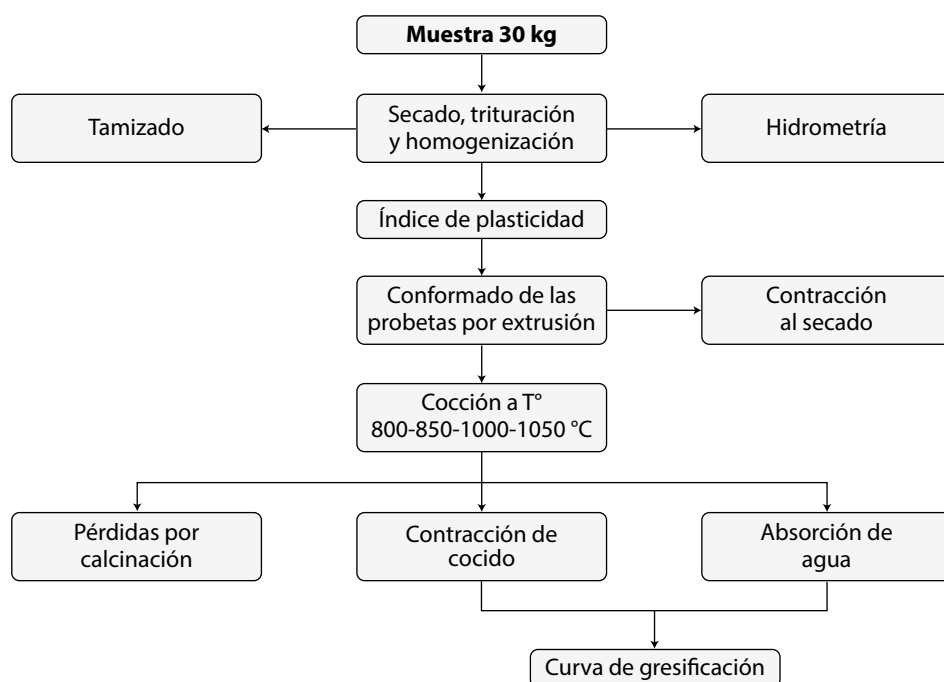 Muestra 30 kg
Tamizado
Secado, trituración
y homogenización
Hidrometría
Índice de plasticidad
Conformado de las
probetas por extrusión
Contracción
al secado
Cocción a T°
800-850-1000-1050 °C
Pérdidas por
calcinación
Contracción de
cocido
Absorción de
agua
Curva de gresificación